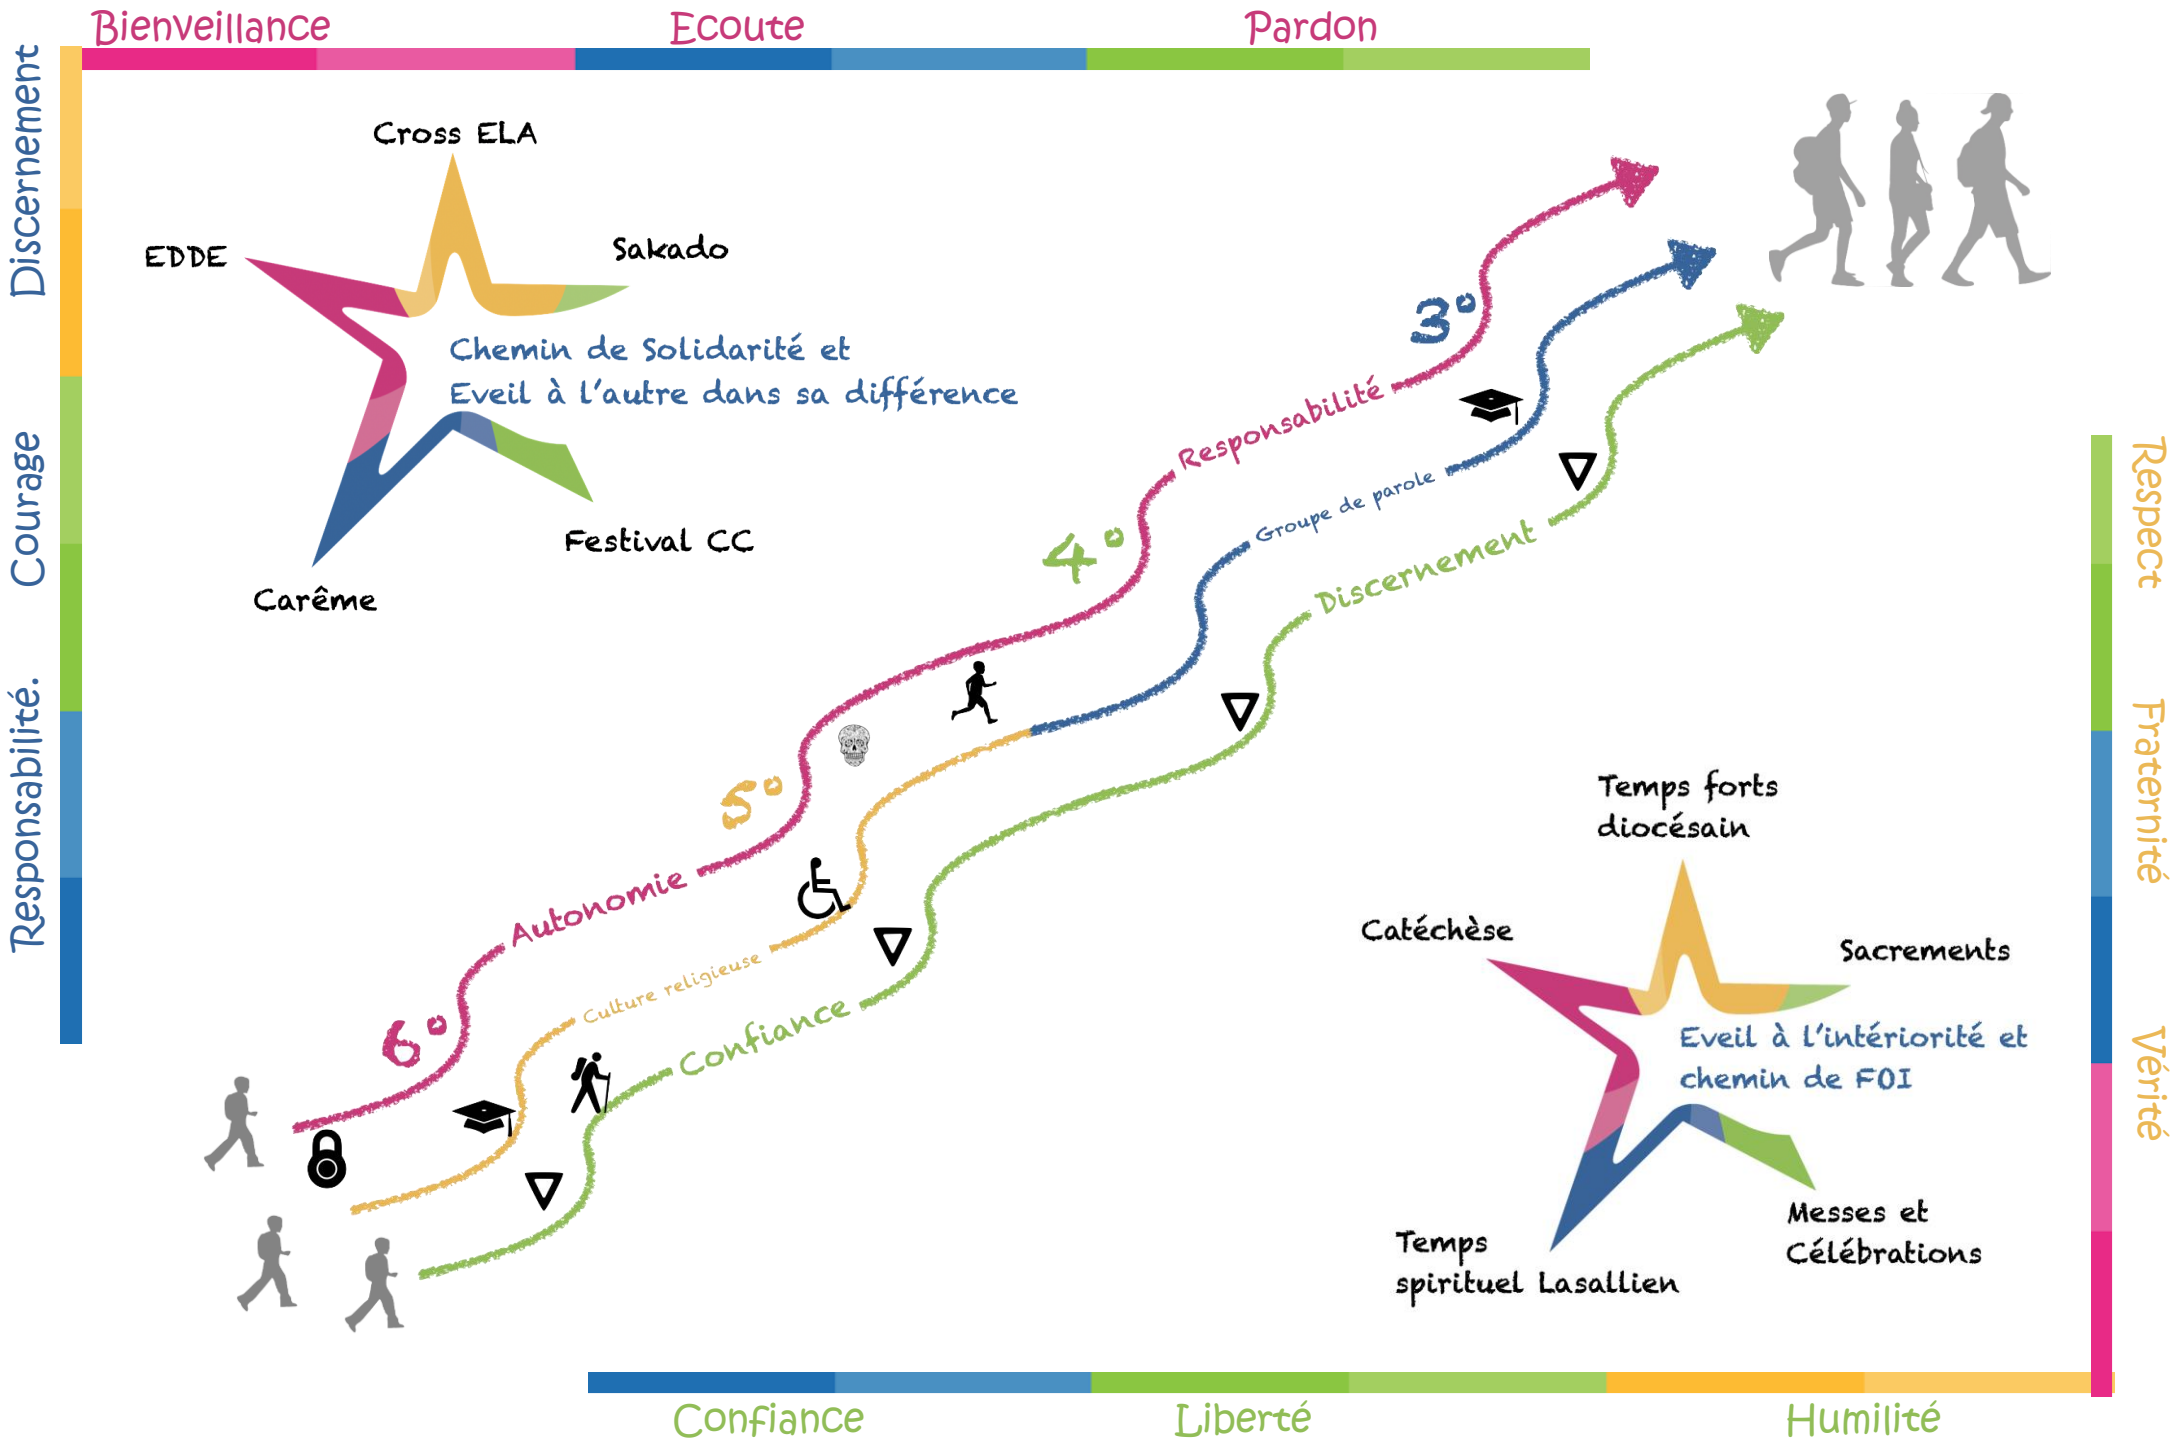 Bienveillance
Ecoute
Pardon
Discernement
Courage
Responsabilité.
Cross ELA
EDDE
Sakado
Chemin de Solidarité et
Eveil à l'autre dans sa différence
Festival CC
Carême
3°
Responsabilité
Groupe de parole
4°
Discernement
5°
Autonomie
Culture religieuse
6°
Confiance
Respect
Fraternité
Vérité
Temps forts
diocésain
Catéchèse
Sacrements
Eveil à l'intériorité et
chemin de FOI
Messes et
Célébrations
Temps
spirituel Lasallien
Confiance
Liberté
Humilité